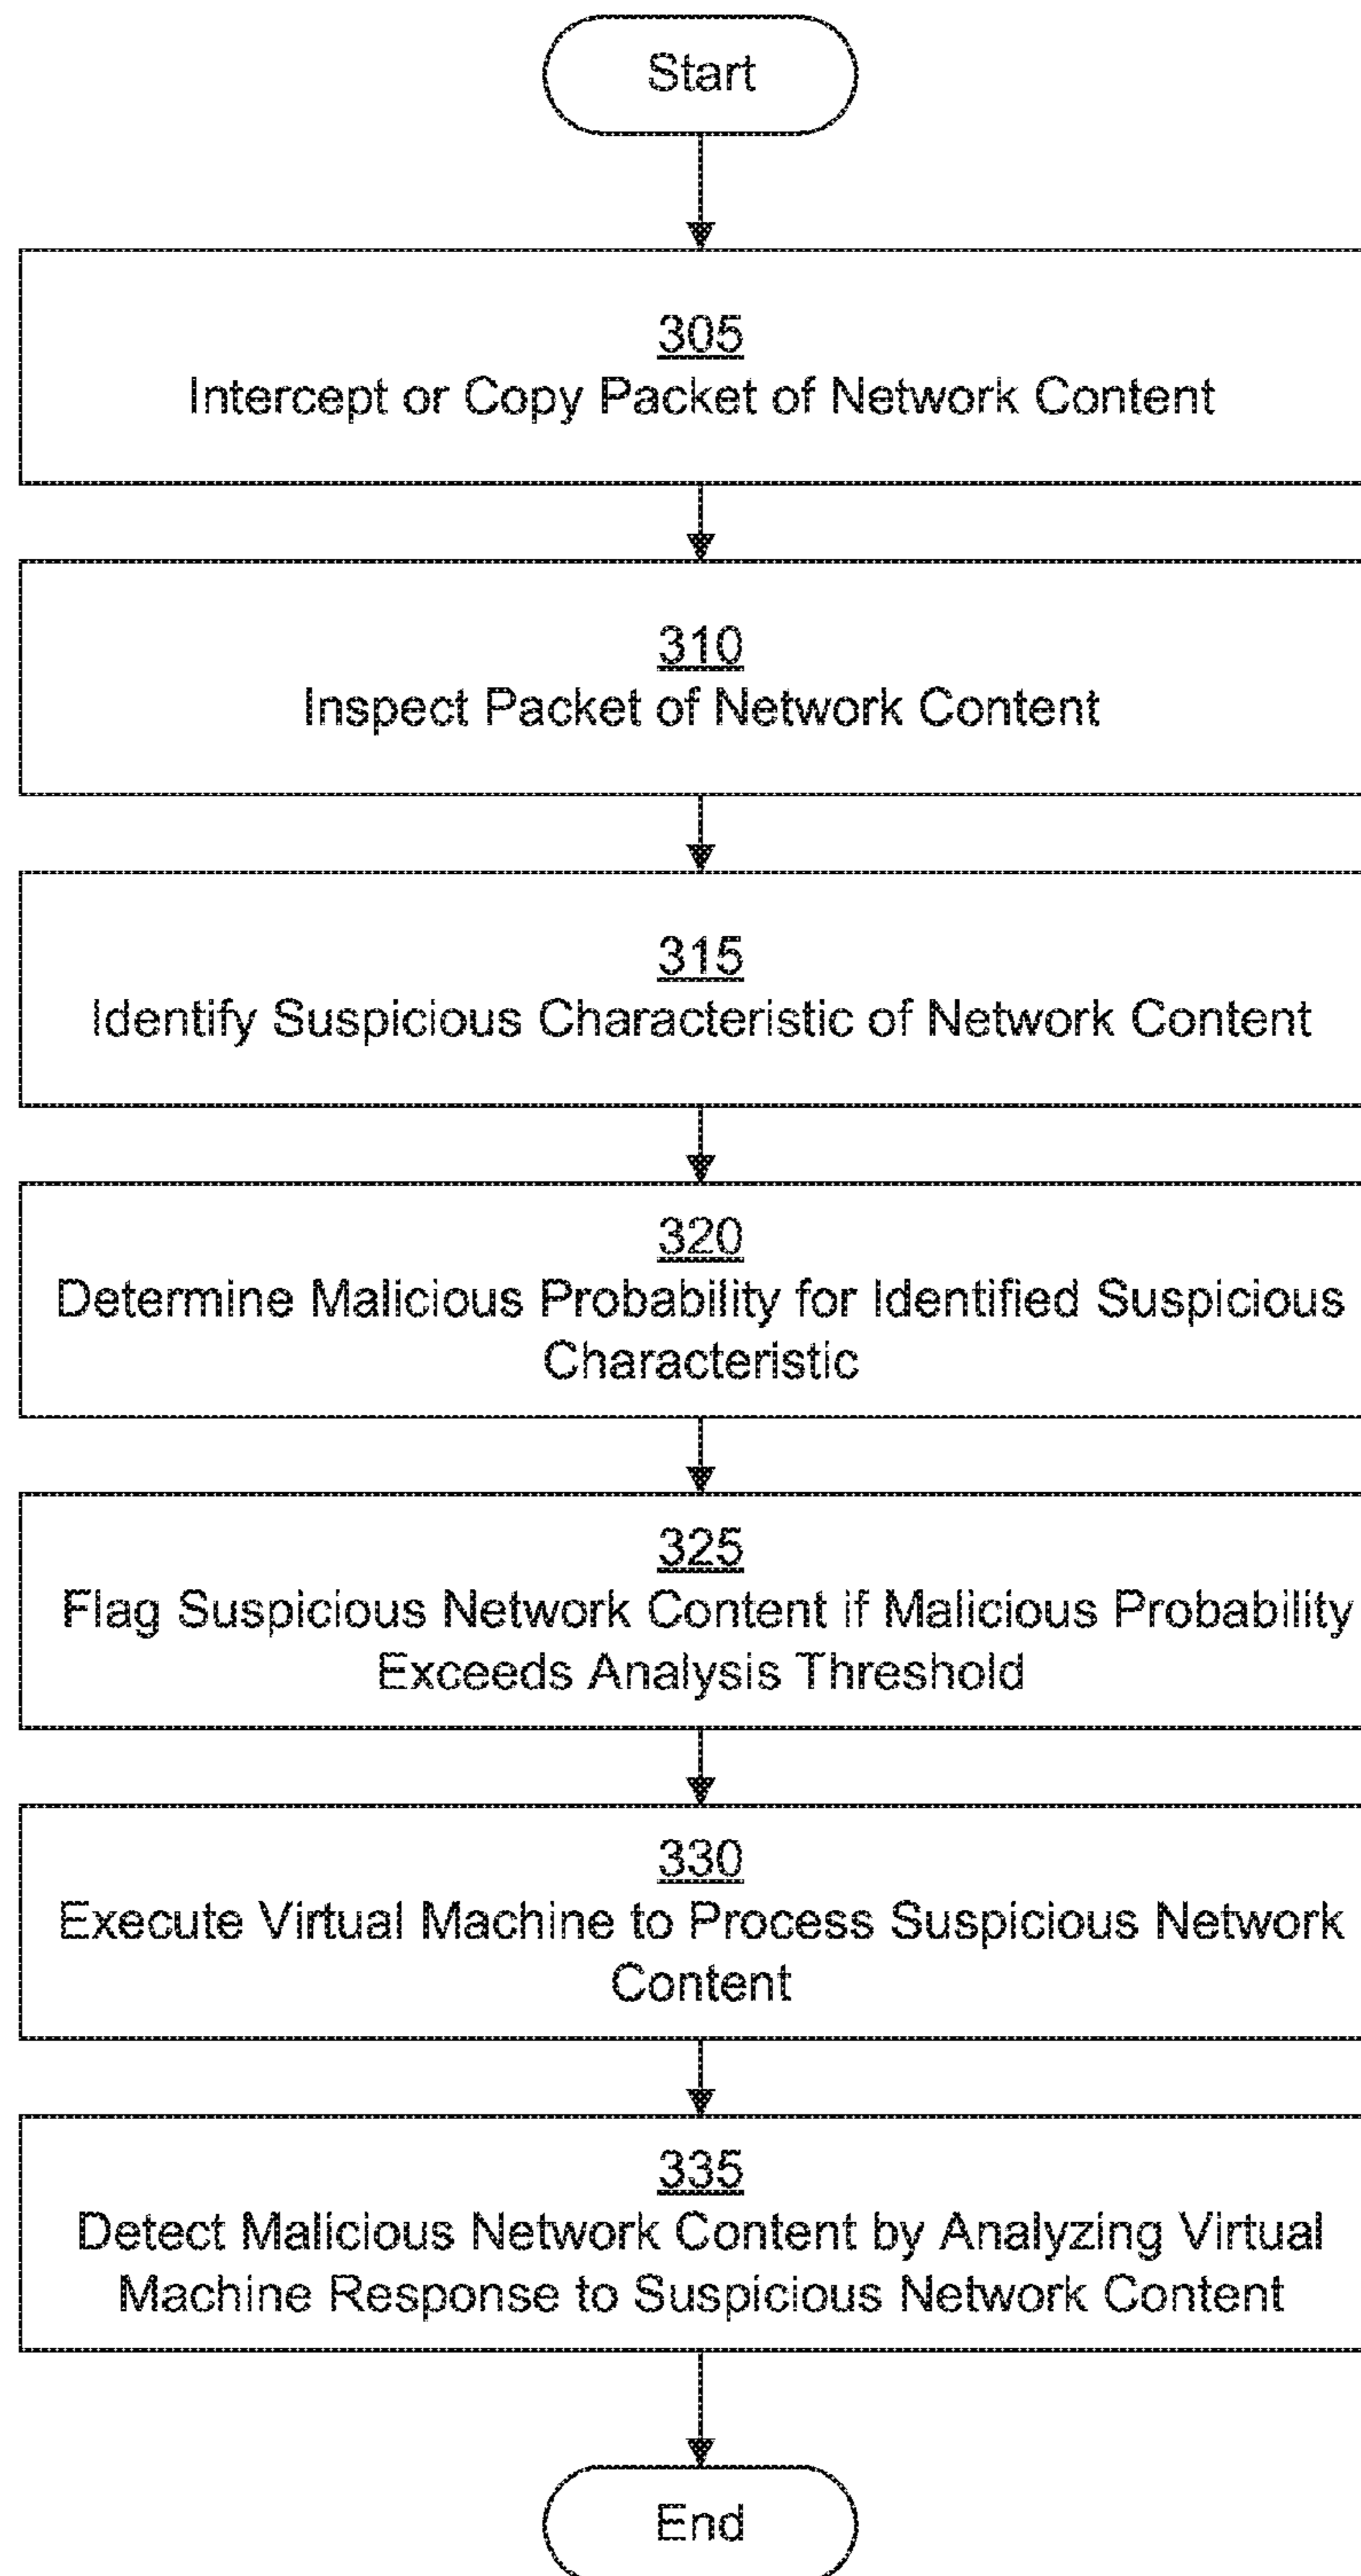 Start
305
Intercept or Copy Packet of Network Content
310
Inspect Packet of Network Content
315
Identify Suspicious Characteristic of Network Content
320
Determine Malicious Probability for Identified Suspicious
Characteristic
325
Flag Suspicious Network Content if Malicious Probability
Exceeds Analysis Threshold
330
Execute Virtual Machine to Process Suspicious Network
Content
335
Detect Malicious Network Content by Analyzing Virtual
Machine Response to Suspicious Network Content
End